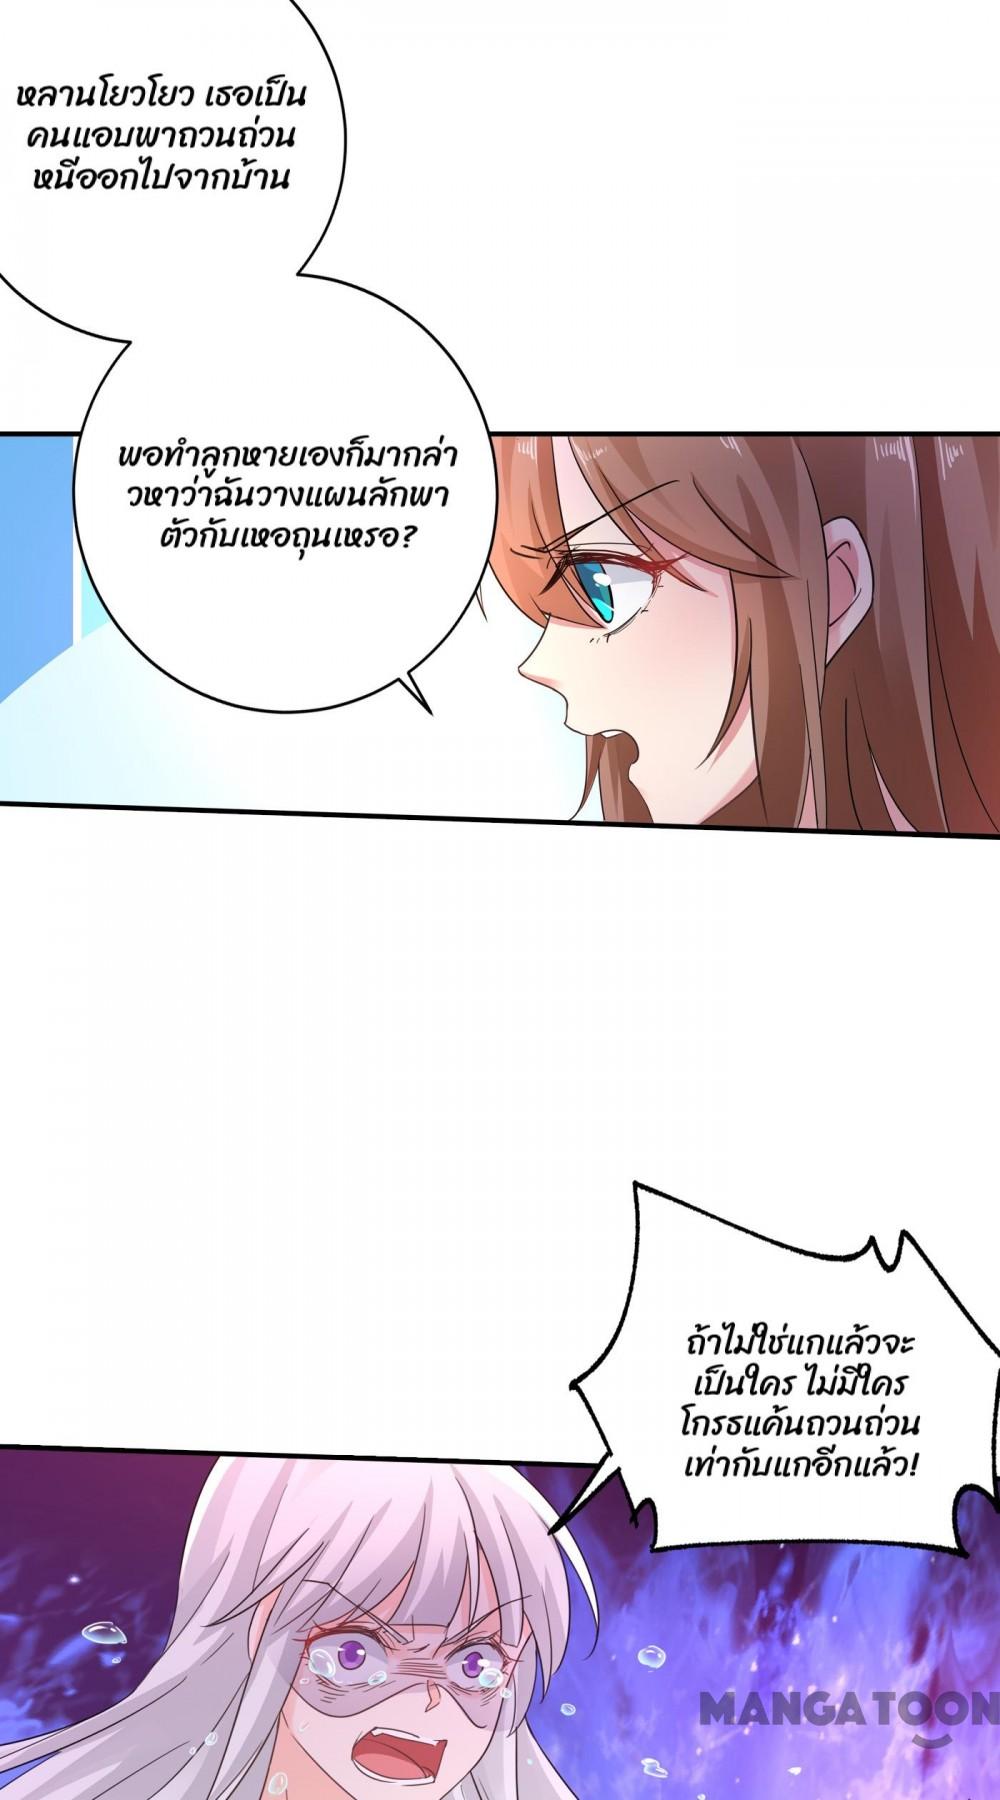 หลานโยวโยว เธอเป็น
คนแอบพาถวนถ่วน
หนีออกไปจากบ้าน
พอทำลูกหายเองก็มากล่า
วหาว่าฉันวางแผนลักพา
ตัวกับเหอถุนเหรอ?
ถ้าไม่ใช่แกแล้วจะ
เป็นใคร ไม่มีใคร
โกรธแค้นถวนถ่วน
เท่ากับแกอีกแล้ว!
MANGATOON